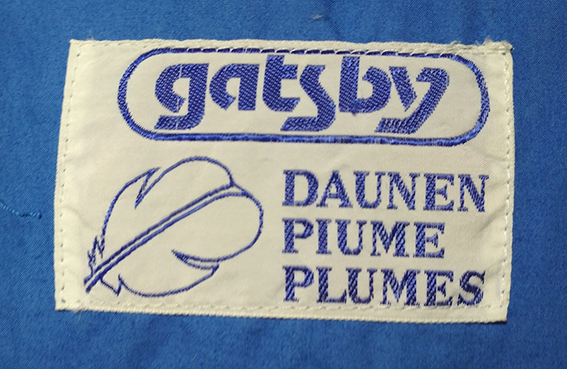 gatsby
DAUNEN
PIUME
PLUMES